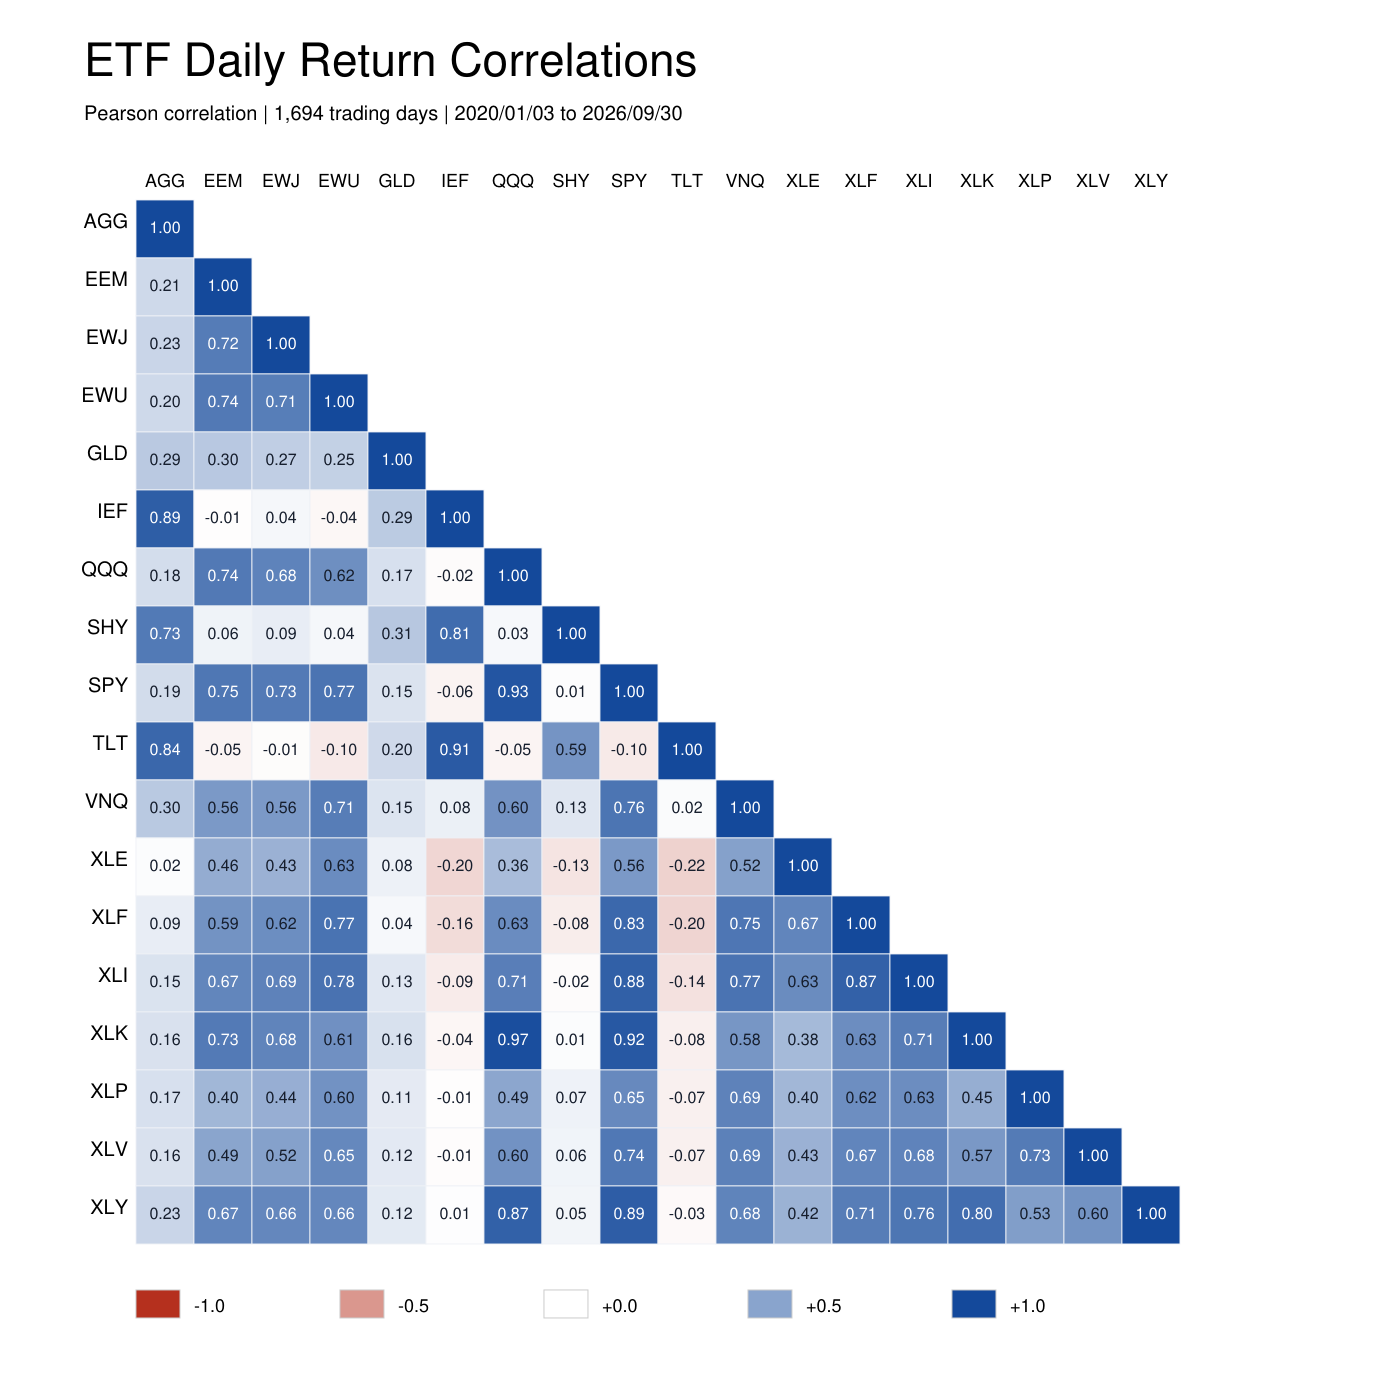 ETF Daily Return Correlations
Pearson correlation | 1,694 trading days | 2020/01/03 to 2026/09/30
AGG EEM EWJ EWU GLD IEF QQQ SHY SPY TLT VNQ XLE XLF XLI XLK XLP XLV XLY
AGG 1.00
EEM 0.21 1.00
EWJ 0.23 0.72 1.00
EWU 0.20 0.74 0.71 1.00
GLD 0.29 0.30 0.27 0.25 1.00
IEF 0.89 -0.01 0.04 -0.04 0.29 1.00
QQQ 0.18 0.74 0.68 0.62 0.17 -0.02 1.00
SHY 0.73 0.06 0.09 0.04 0.31 0.81 0.03 1.00
SPY 0.19 0.75 0.73 0.77 0.15 -0.06 0.93 0.01 1.00
TLT 0.84 -0.05 -0.01 -0.10 0.20 0.91 -0.05 0.59 -0.10 1.00
VNQ 0.30 0.56 0.56 0.71 0.15 0.08 0.60 0.13 0.76 0.02 1.00
XLE 0.02 0.46 0.43 0.63 0.08 -0.20 0.36 -0.13 0.56 -0.22 0.52 1.00
XLF 0.09 0.59 0.62 0.77 0.04 -0.16 0.63 -0.08 0.83 -0.20 0.75 0.67 1.00
XLI 0.15 0.67 0.69 0.78 0.13 -0.09 0.71 -0.02 0.88 -0.14 0.77 0.63 0.87 1.00
XLK 0.16 0.73 0.68 0.61 0.16 -0.04 0.97 0.01 0.92 -0.08 0.58 0.38 0.63 0.71 1.00
XLP 0.17 0.40 0.44 0.60 0.11 -0.01 0.49 0.07 0.65 -0.07 0.69 0.40 0.62 0.63 0.45 1.00
XLV 0.16 0.49 0.52 0.65 0.12 -0.01 0.60 0.06 0.74 -0.07 0.69 0.43 0.67 0.68 0.57 0.73 1.00
XLY 0.23 0.67 0.66 0.66 0.12 0.01 0.87 0.05 0.89 -0.03 0.68 0.42 0.71 0.76 0.80 0.53 0.60 1.00
-1.0 -0.5 +0.0 +0.5 +1.0